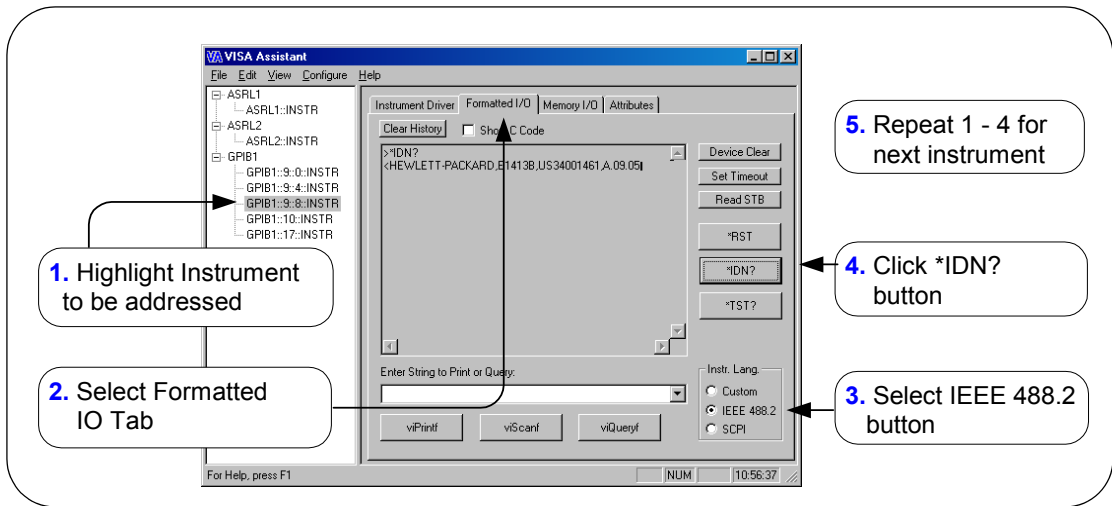 VISA Assistant
File Edit View Configure Help
ASRL1
ASRL1::INSTR
ASRL2
ASRL2::INSTR
GPIB1
GPIB1::9::0::INSTR
GPIB1::9::4::INSTR
GPIB1::9::8::INSTR
GPIB1::10::INSTR
GPIB1::17::INSTR
Instrument Driver Formatted I/O Memory I/O Attributes
Clear History Show C Code
>*IDN?
<HEWLETT-PACKARD,E1413B,US34001461,A.09.05
Device Clear
Set Timeout
Read STB
*RST
*IDN?
*TST?
Enter String to Print or Query:
viPrintf viScanf viQueryf
Instr. Lang.
Custom
IEEE 488.2
SCPI
For Help, press F1 NUM 10:56:37
1. Highlight Instrument
to be addressed
2. Select Formatted
IO Tab
3. Select IEEE 488.2
button
4. Click *IDN?
button
5. Repeat 1 - 4 for
next instrument